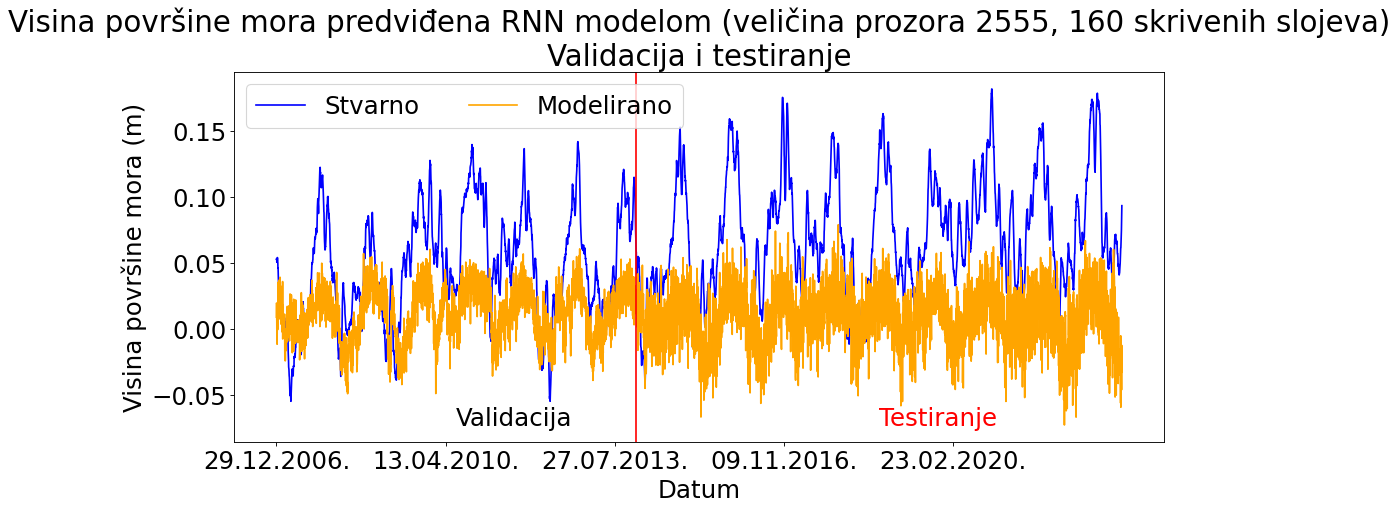 Visina površine mora predviđena RNN modelom (veličina prozora 2555, 160 skrivenih slojeva)
Validacija i testiranje
Stvarno Modelirano
Visina površine mora (m)
0.15
0.10
0.05
0.00
−0.05
Validacija Testiranje
29.12.2006. 13.04.2010. 27.07.2013. 09.11.2016. 23.02.2020.
Datum